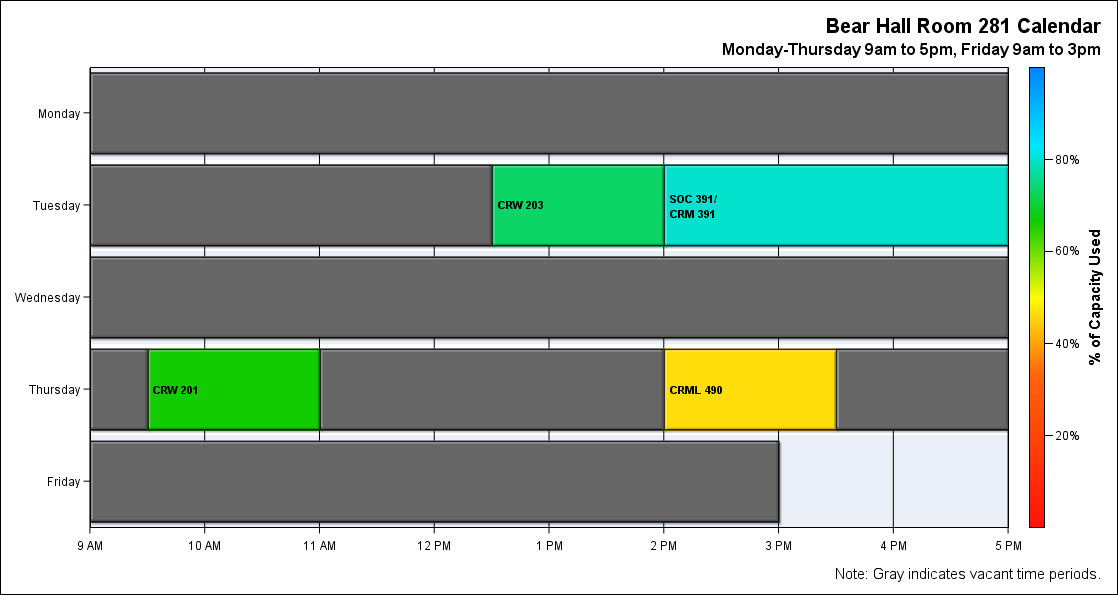 Bear Hall Room 281 Calendar
Monday-Thursday 9am to 5pm, Friday 9am to 3pm
Monday
Tuesday
CRW 203
SOC 391/
CRM 391
Wednesday
Thursday
CRW 201
CRML 490
Friday
9 AM
10 AM
11 AM
12 PM
1 PM
2 PM
3 PM
4 PM
5 PM
80%
60%
40%
20%
% of Capacity Used
Note: Gray indicates vacant time periods.